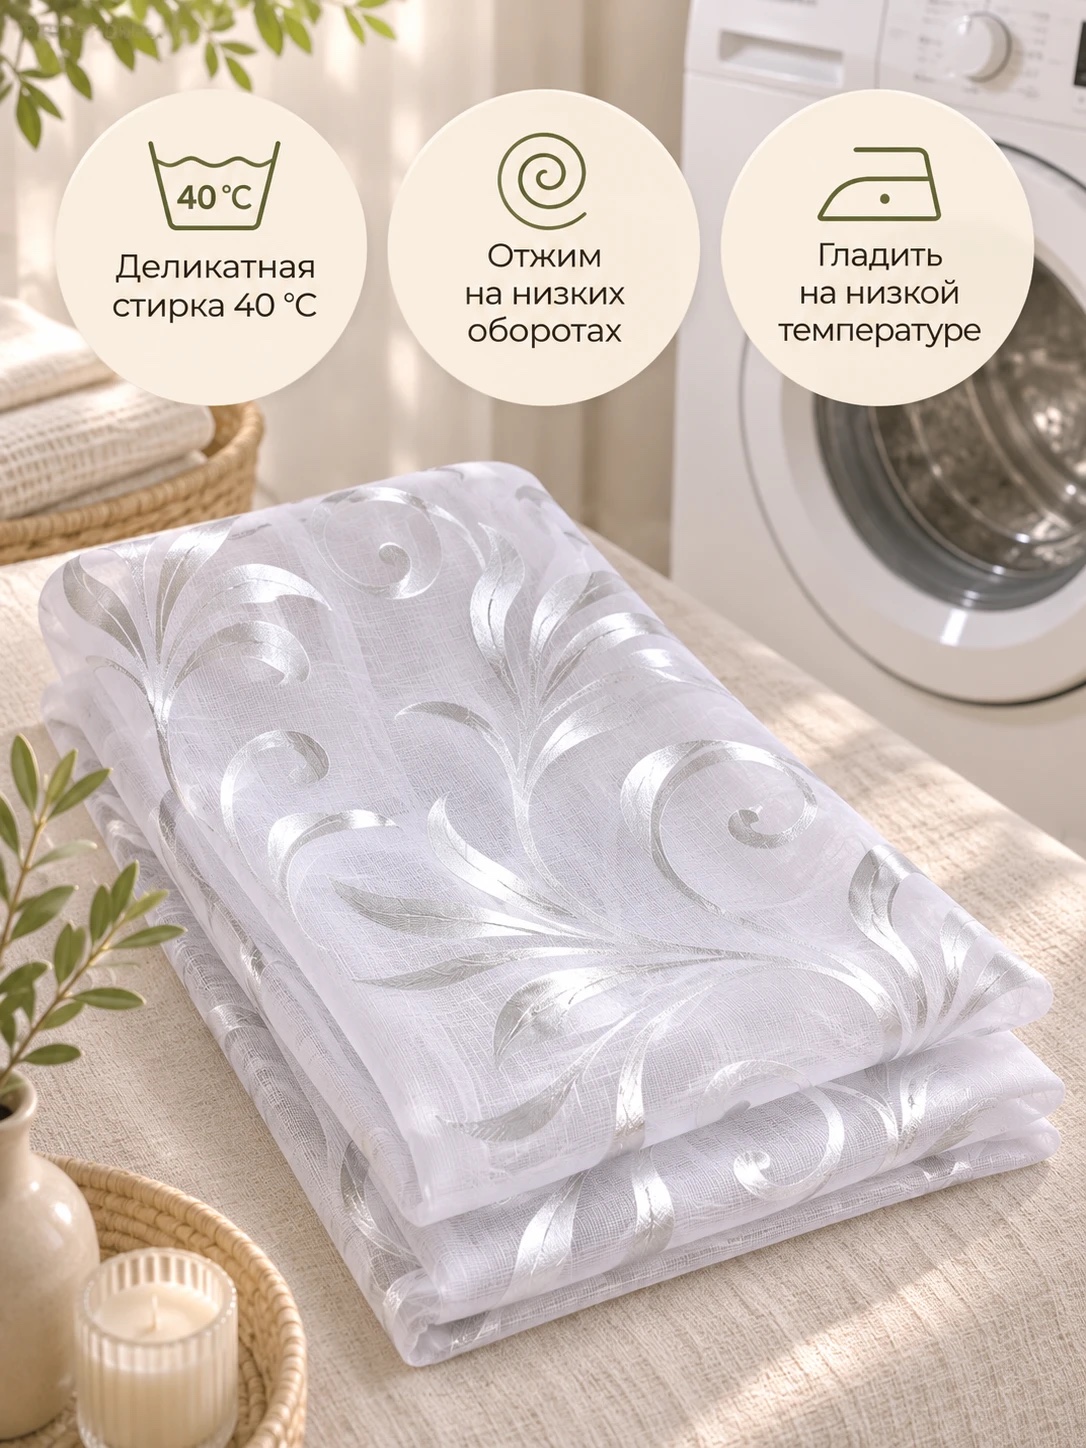 40 °C
Деликатная
стирка 40 °C
Отжим
на низких
оборотах
Гладить
на низкой
температуре